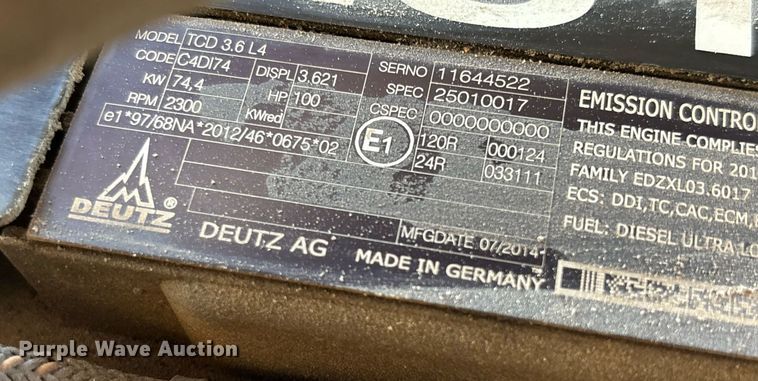 MODEL TCD 3.6 L4
CODE C4DI74 DISPL 3.621
KW 74,4 HP 100
RPM 2300 KWred
e1*97/68NA*2012/46*0675*02
SERNO 11644522
SPEC 25010017
CSPEC 0000000000
E1 120R 000124
24R 033111
DEUTZ ®
DEUTZ AG
MFGDATE 07/2014
MADE IN GERMANY
EMISSION CONTRO
THIS ENGINE COMPLIES
REGULATIONS FOR 201
FAMILY EDZXL03.6017
ECS: DDI,TC,CAC,ECM,
FUEL: DIESEL ULTRA LO
Purple Wave Auction